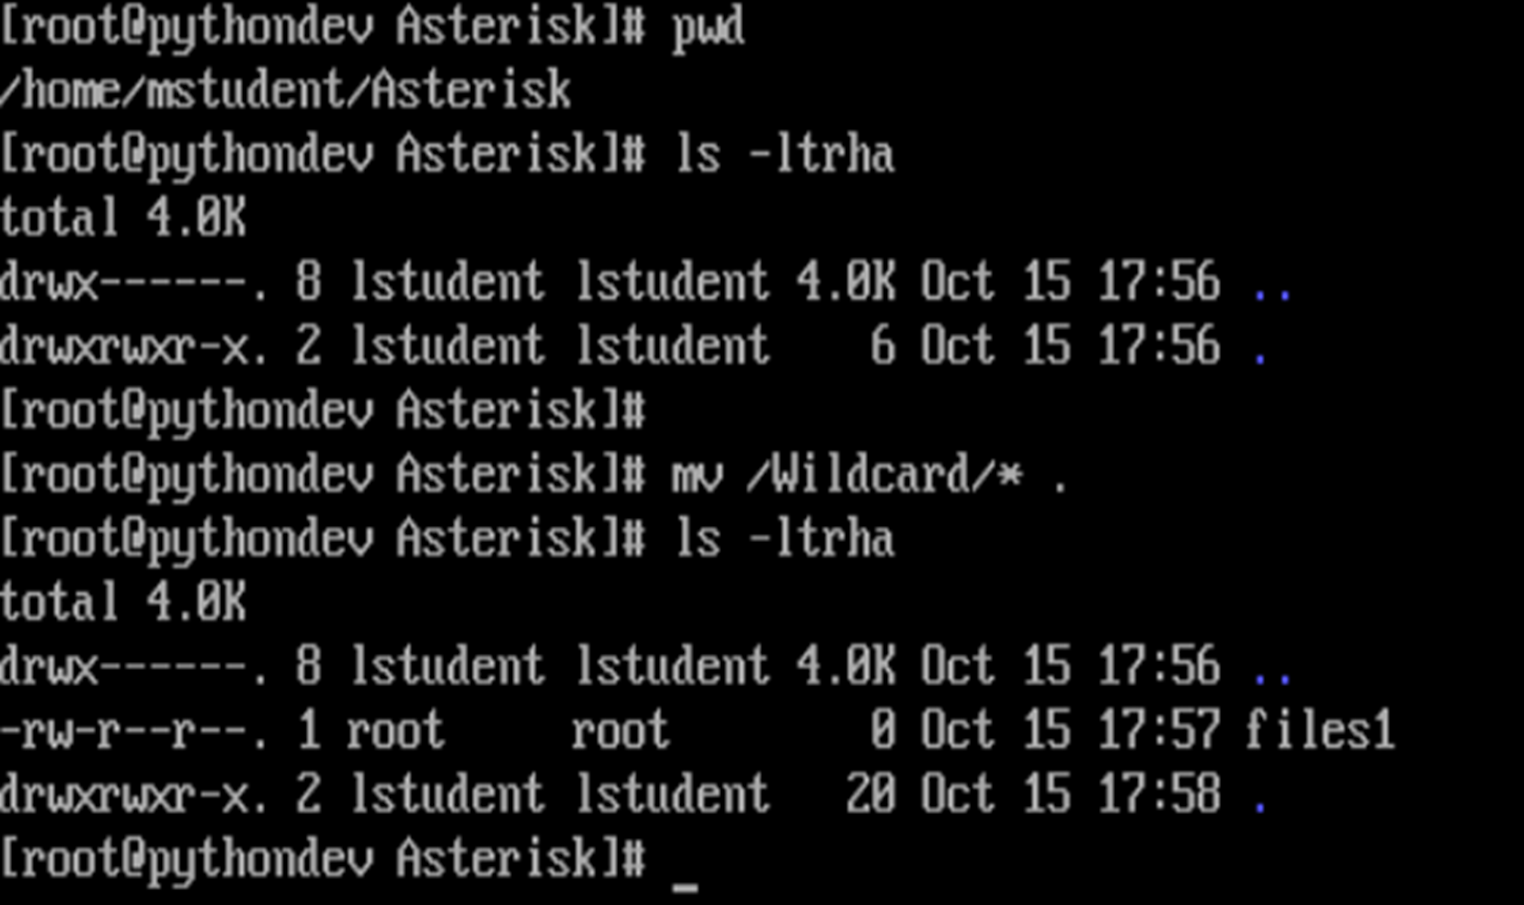 [root@pythondev Asterisk]# pwd
/home/mstudent/Asterisk
[root@pythondev Asterisk]# ls -ltrha
total 4.0K
drwx------. 8 lstudent lstudent 4.0K Oct 15 17:56 ..
drwxrwxr-x. 2 lstudent lstudent    6 Oct 15 17:56 .
[root@pythondev Asterisk]#
[root@pythondev Asterisk]# mv /Wildcard/* .
[root@pythondev Asterisk]# ls -ltrha
total 4.0K
drwx------. 8 lstudent lstudent 4.0K Oct 15 17:56 ..
-rw-r--r--. 1 root     root        0 Oct 15 17:57 files1
drwxrwxr-x. 2 lstudent lstudent   20 Oct 15 17:58 .
[root@pythondev Asterisk]# _